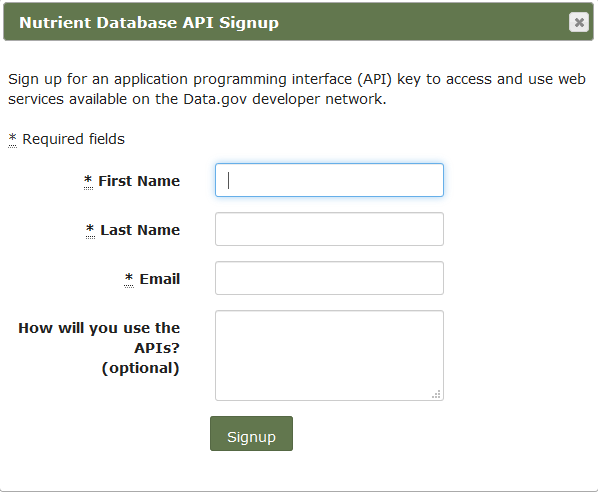 Nutrient Database API Signup
Sign up for an application programming interface (API) key to access and use web
services available on the Data.gov developer network.
* Required fields
* First Name
* Last Name
* Email
How will you use the
APIs?
(optional)
Signup